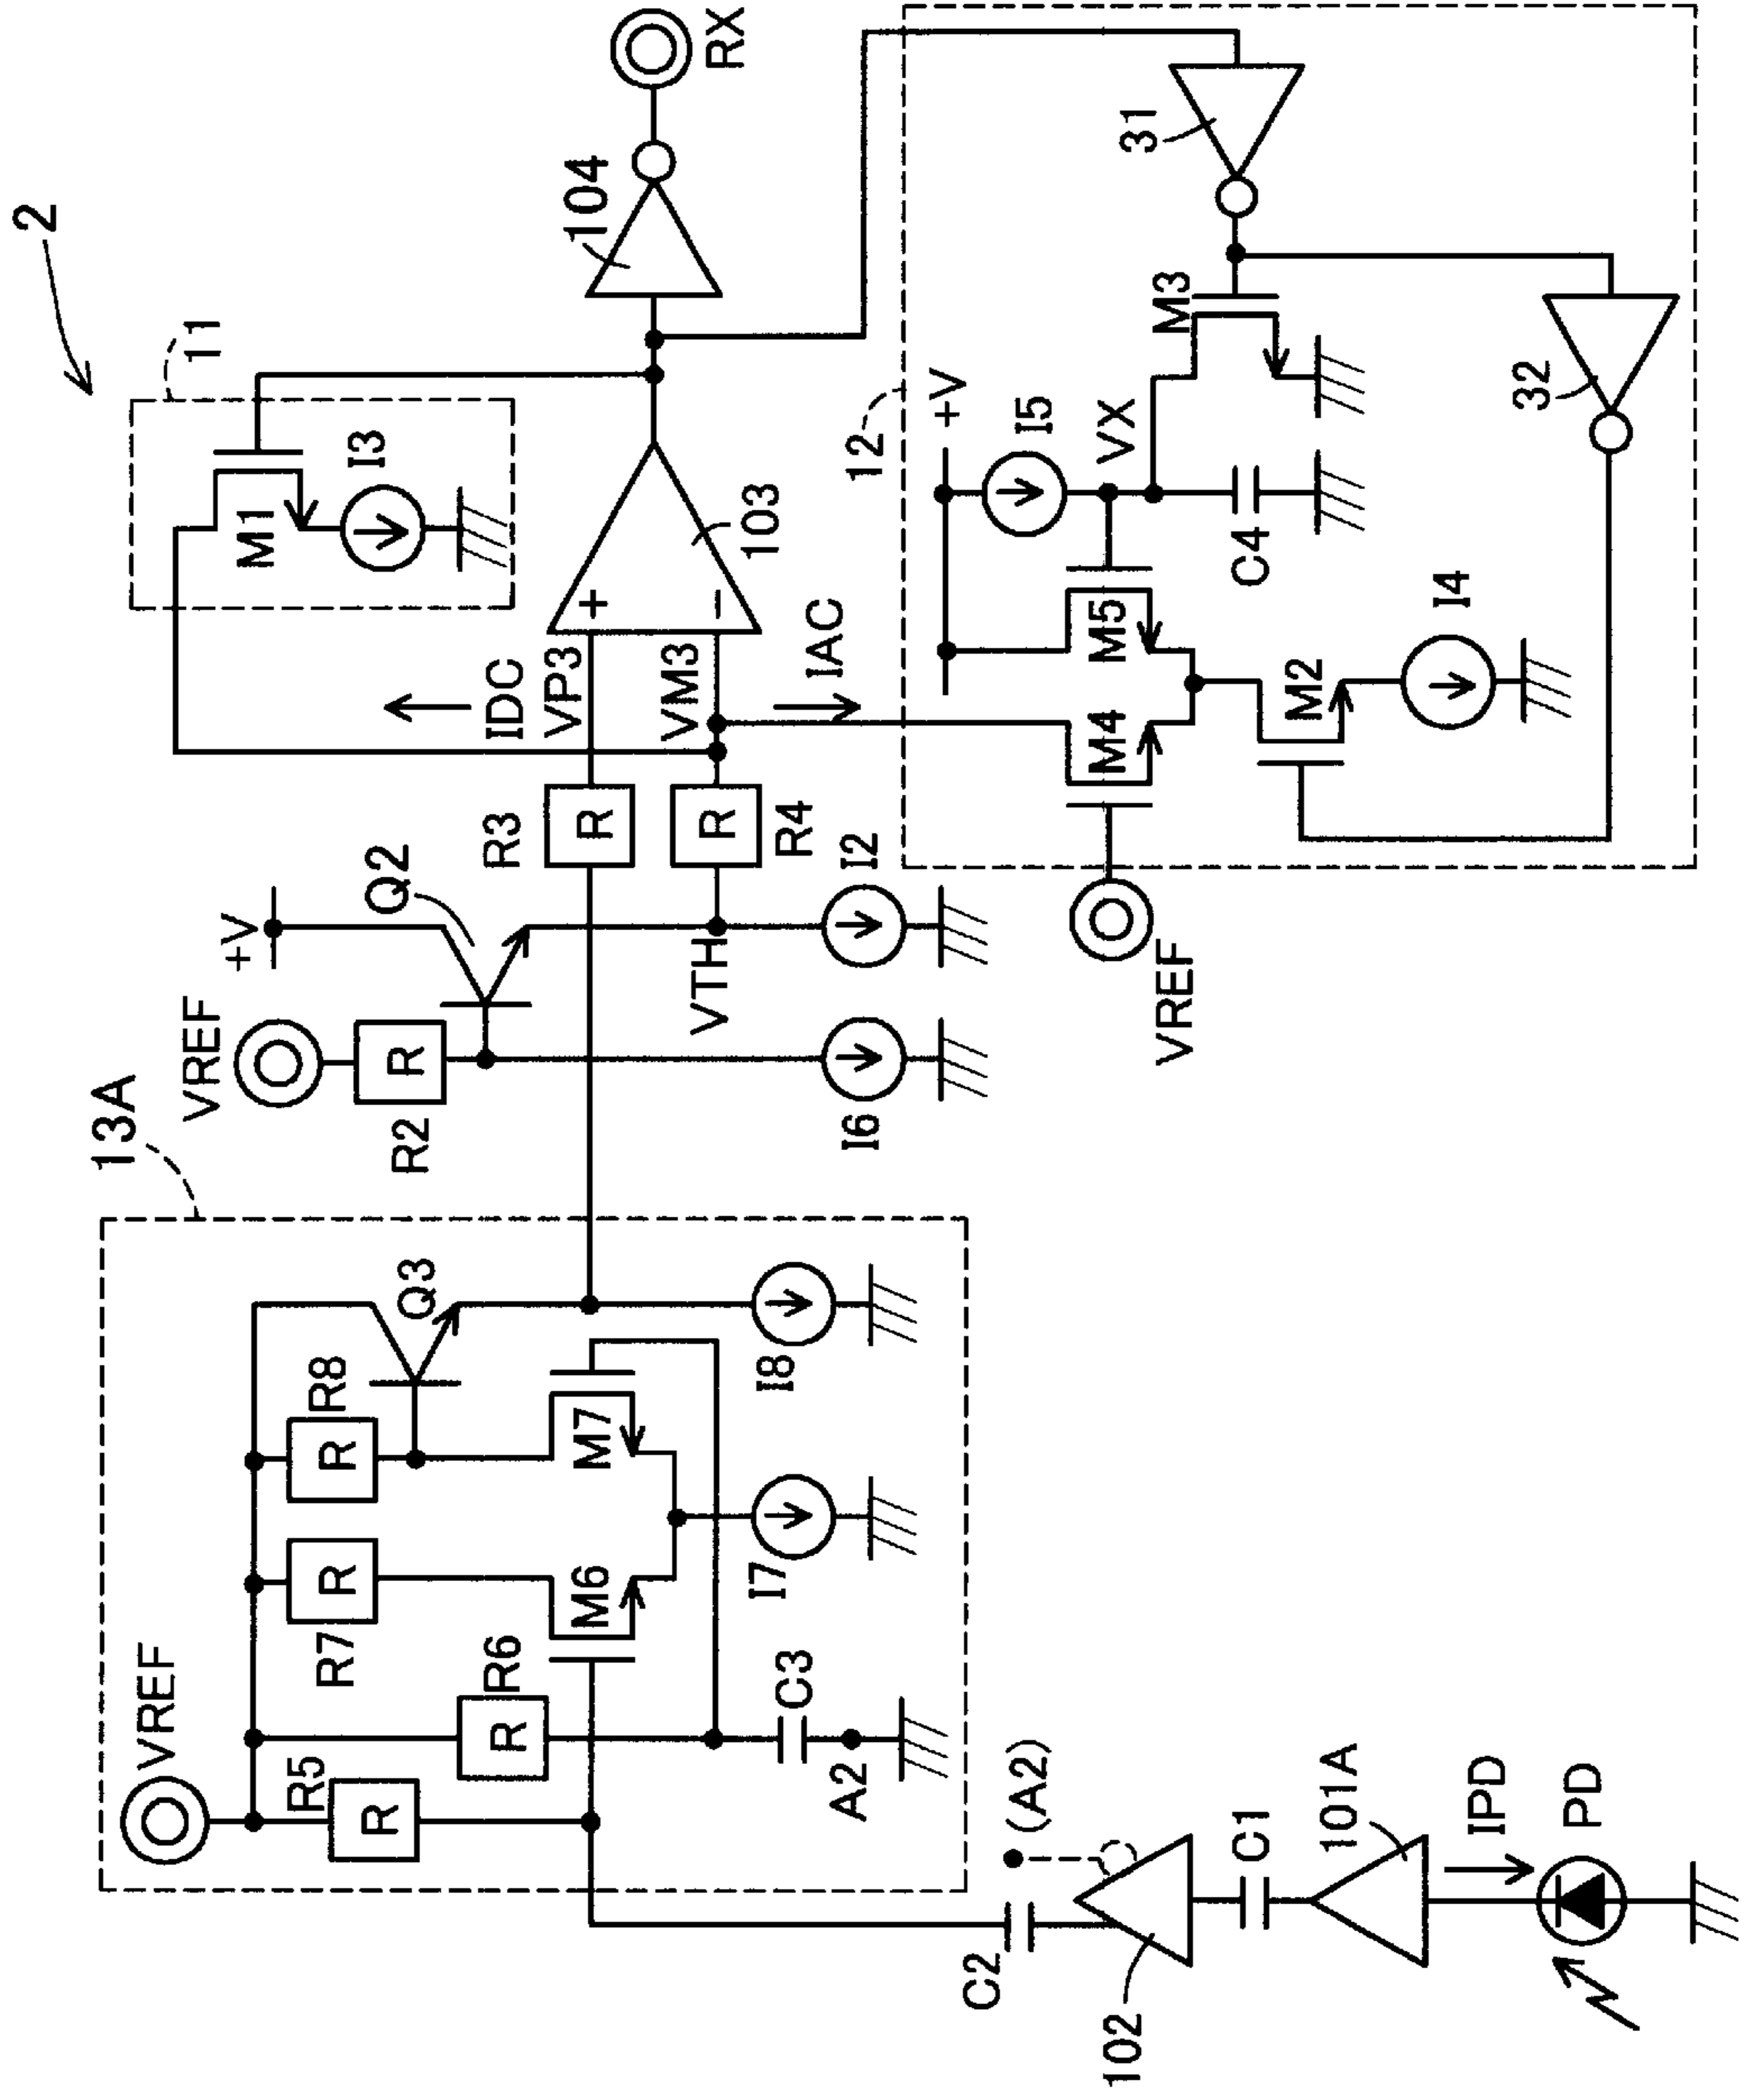 2
11
M1
I3
104
RX
103
+
−
IDC
VP3
VM3
IAC
R3
R
R4
R
Q2
+V
VTH
I2
VREF
R2
R
I6
13A
Q3
R8
R
M7
I8
R7
R
M6
I7
VREF
R5
R
R6
R
C3
A2
(A2)
C2
102
C1
101A
IPD
PD
12
+V
I5
VX
C4
M3
31
32
M5
M4
M2
I4
VREF